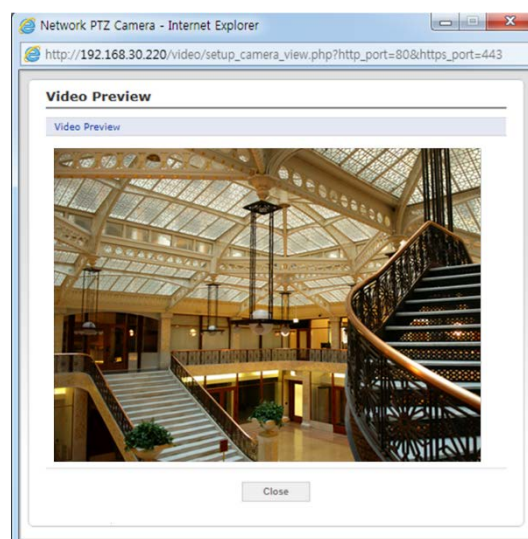 Network PTZ Camera - Internet Explorer
http://192.168.30.220/video/setup_camera_view.php?http_port=80&https_port=443
Video Preview
Video Preview
Close